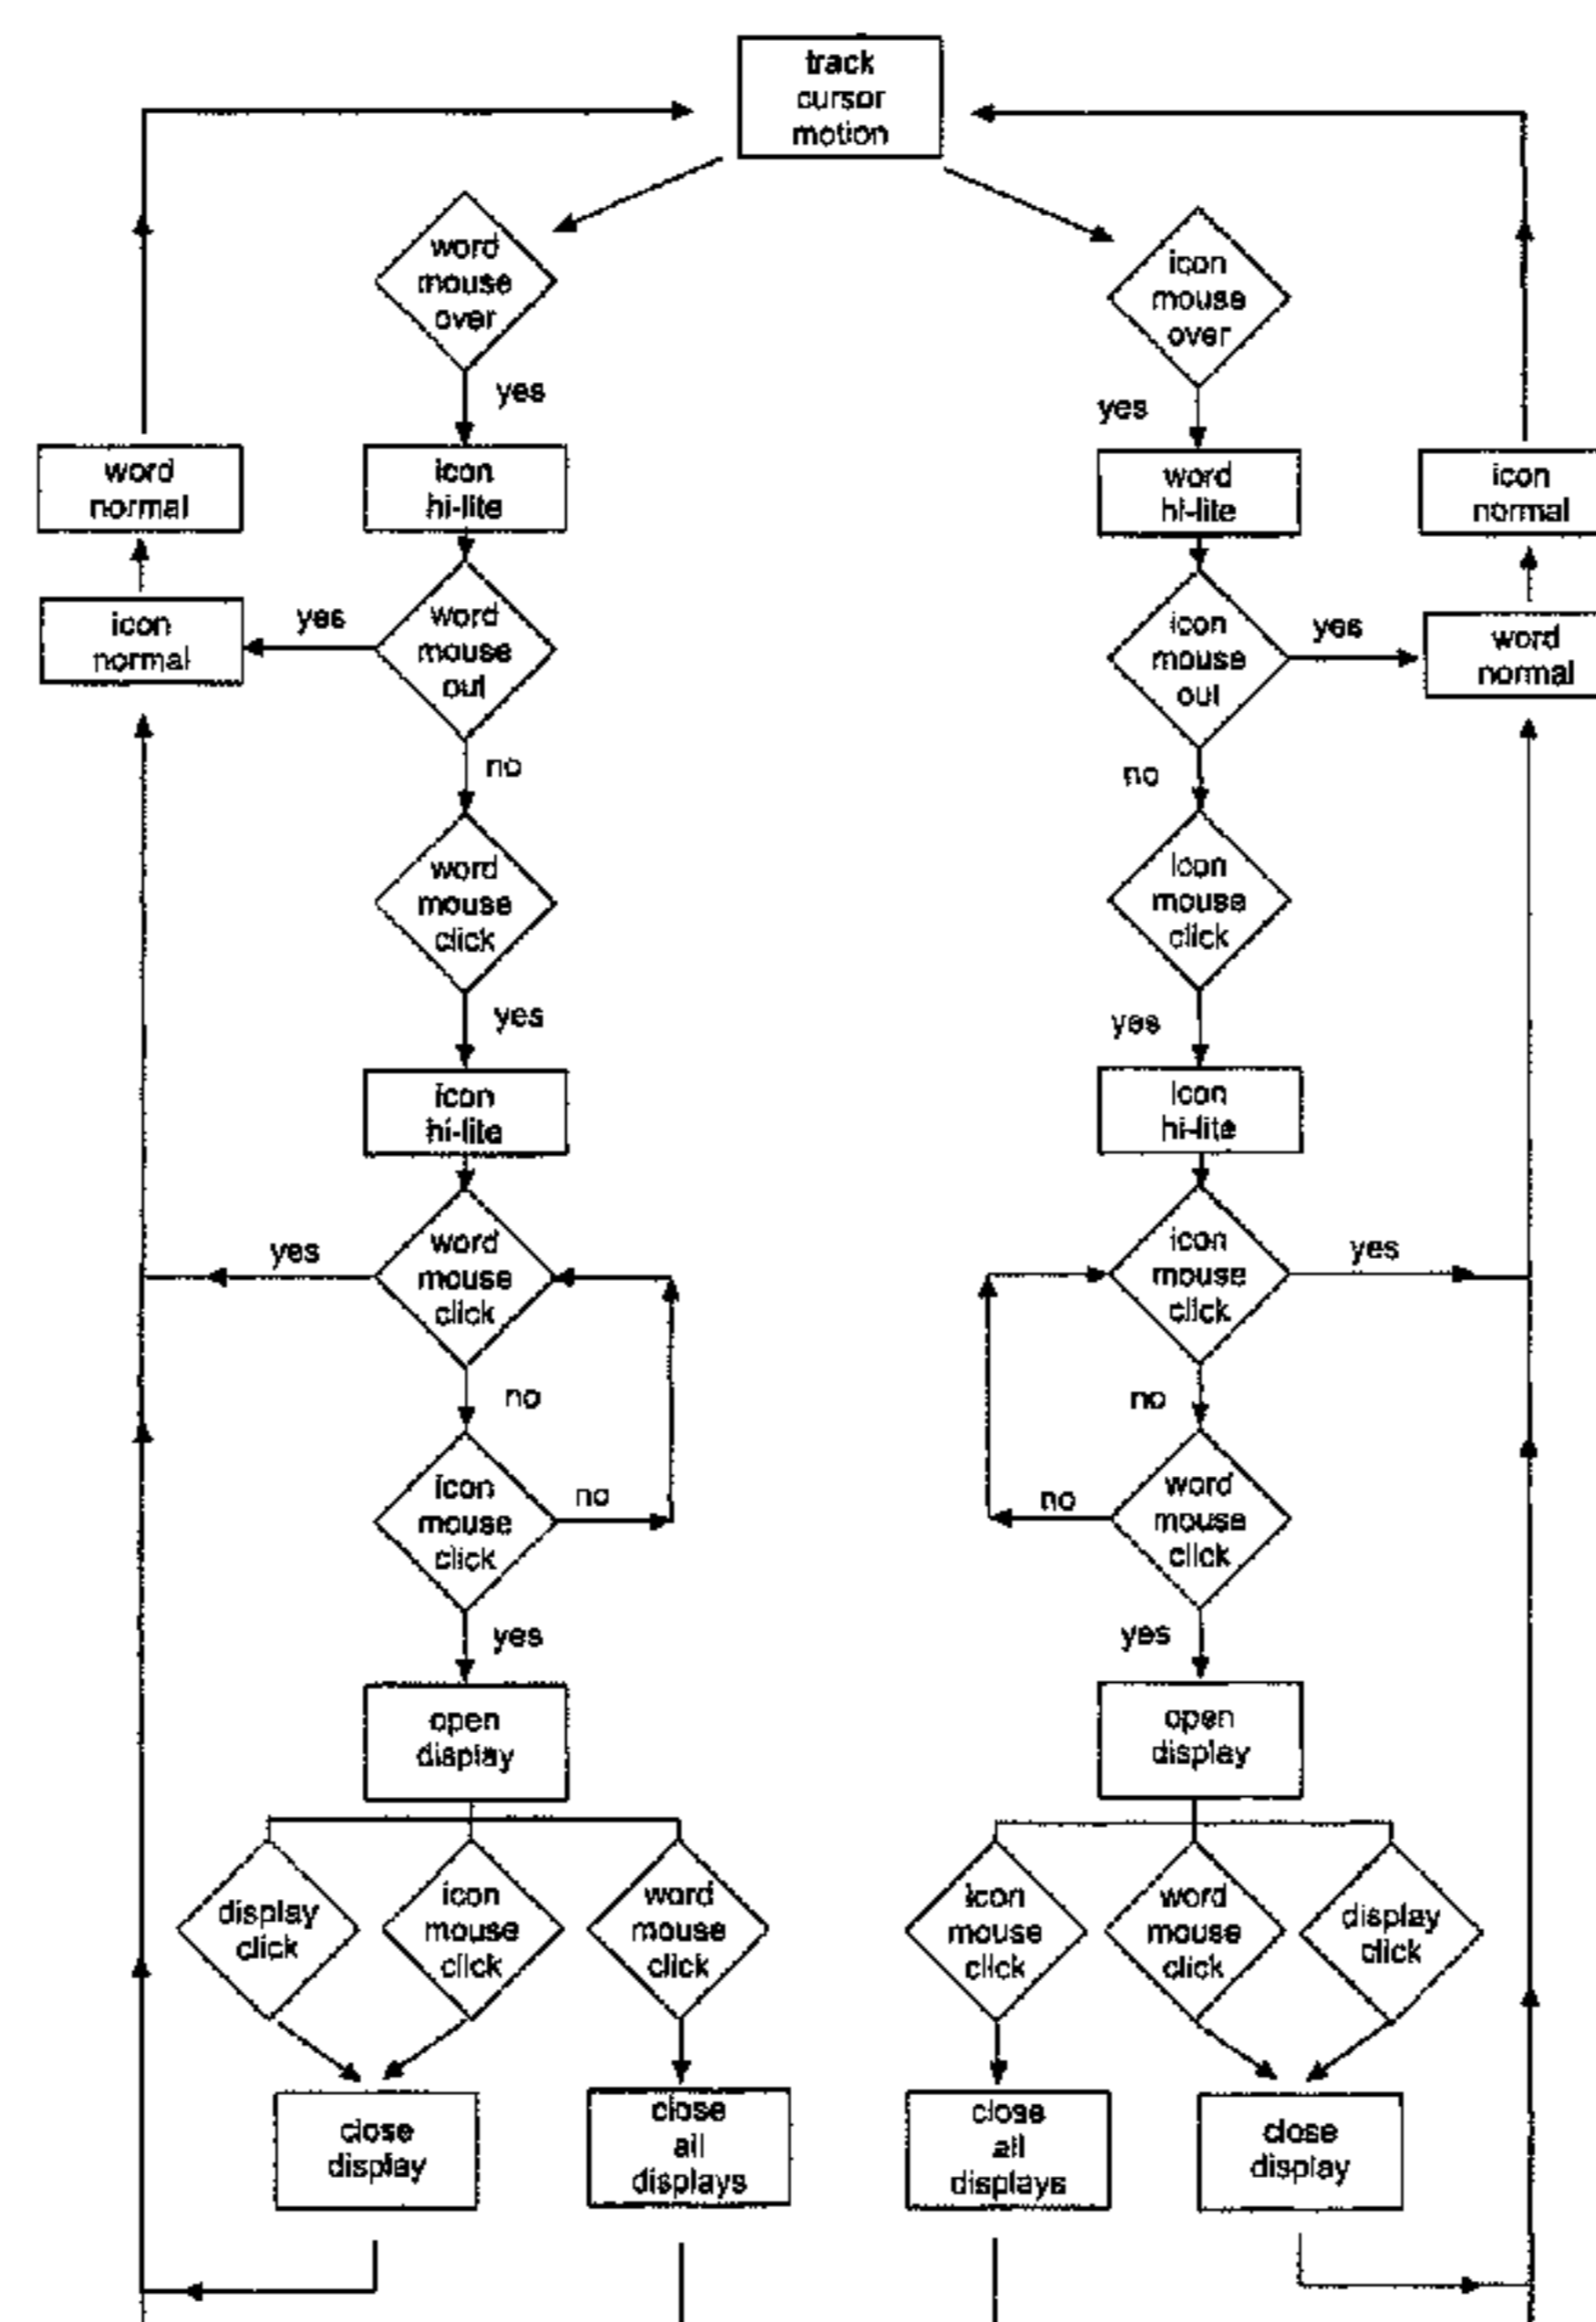 track
cursor
motion
word
mouse
over
icon
mouse
over
yes
yes
word
normal
icon
hi-lite
word
hi-lite
icon
normal
icon
normal
yes
word
mouse
out
icon
mouse
out
yes
word
normal
no
no
word
mouse
click
icon
mouse
click
yes
yes
icon
hi-lite
icon
hi-lite
yes
word
mouse
click
icon
mouse
click
yes
no
no
icon
mouse
click
no
no
word
mouse
click
yes
yes
open
display
open
display
display
click
icon
mouse
click
word
mouse
click
icon
mouse
click
word
mouse
click
display
click
close
display
close
all
displays
close
all
displays
close
display